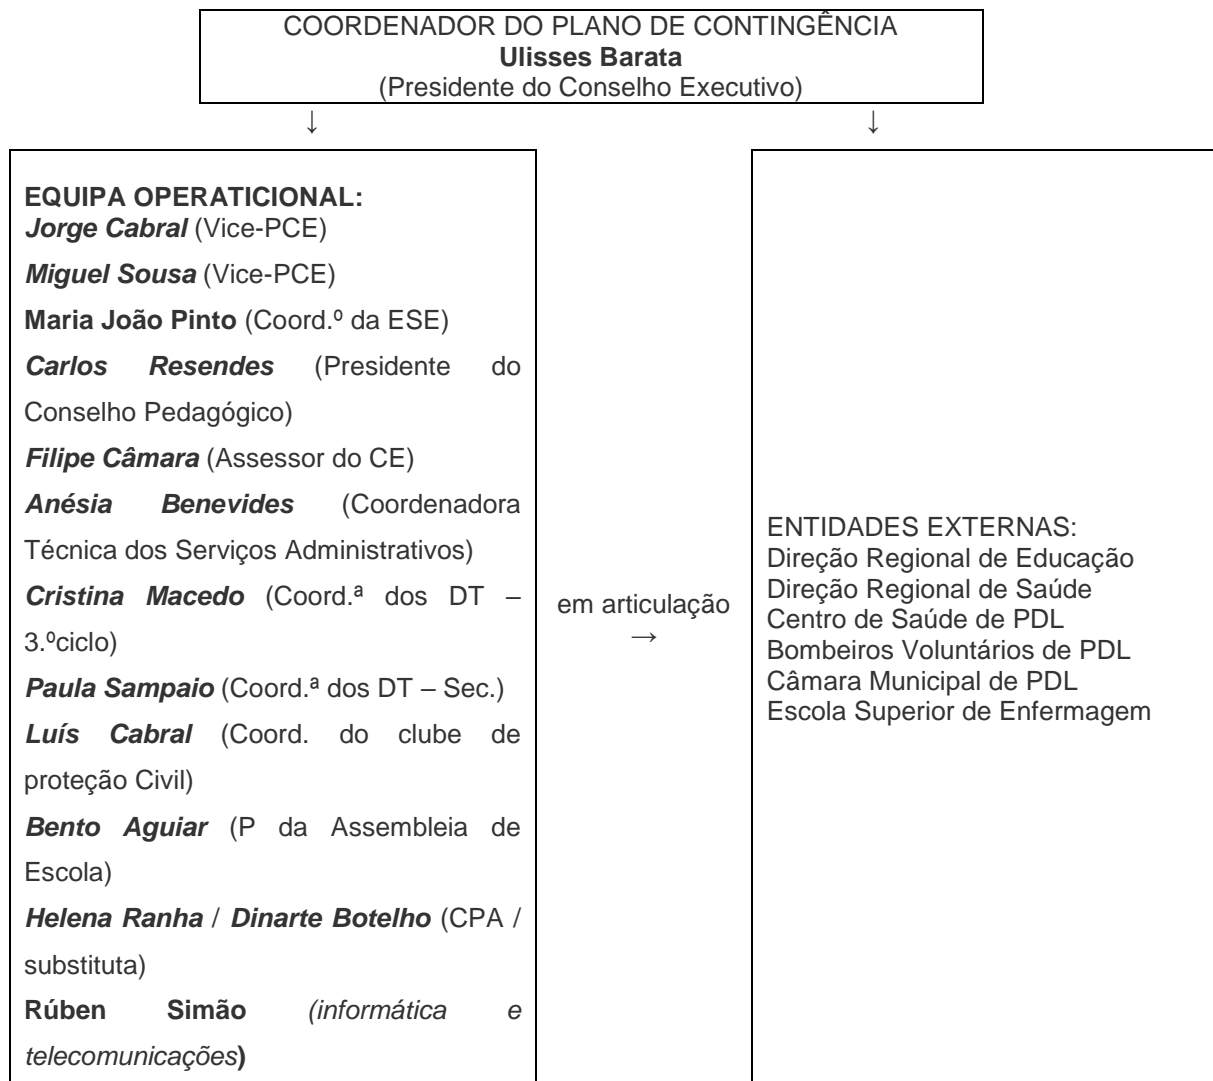 COORDENADOR DO PLANO DE CONTINGÊNCIA
Ulisses Barata
(Presidente do Conselho Executivo)
↓ ↓
EQUIPA OPERATICIONAL:
Jorge Cabral (Vice-PCE)
Miguel Sousa (Vice-PCE)
Maria João Pinto (Coord.º da ESE)
Carlos Resendes (Presidente do
Conselho Pedagógico)
Filipe Câmara (Assessor do CE)
Anésia Benevides (Coordenadora
Técnica dos Serviços Administrativos)
Cristina Macedo (Coord.ª dos DT –
3.ºciclo)
Paula Sampaio (Coord.ª dos DT – Sec.)
Luís Cabral (Coord. do clube de
proteção Civil)
Bento Aguiar (P da Assembleia de
Escola)
Helena Ranha / Dinarte Botelho (CPA /
substituta)
Rúben Simão (informática e
telecomunicações)
em articulação
→
ENTIDADES EXTERNAS:
Direção Regional de Educação
Direção Regional de Saúde
Centro de Saúde de PDL
Bombeiros Voluntários de PDL
Câmara Municipal de PDL
Escola Superior de Enfermagem